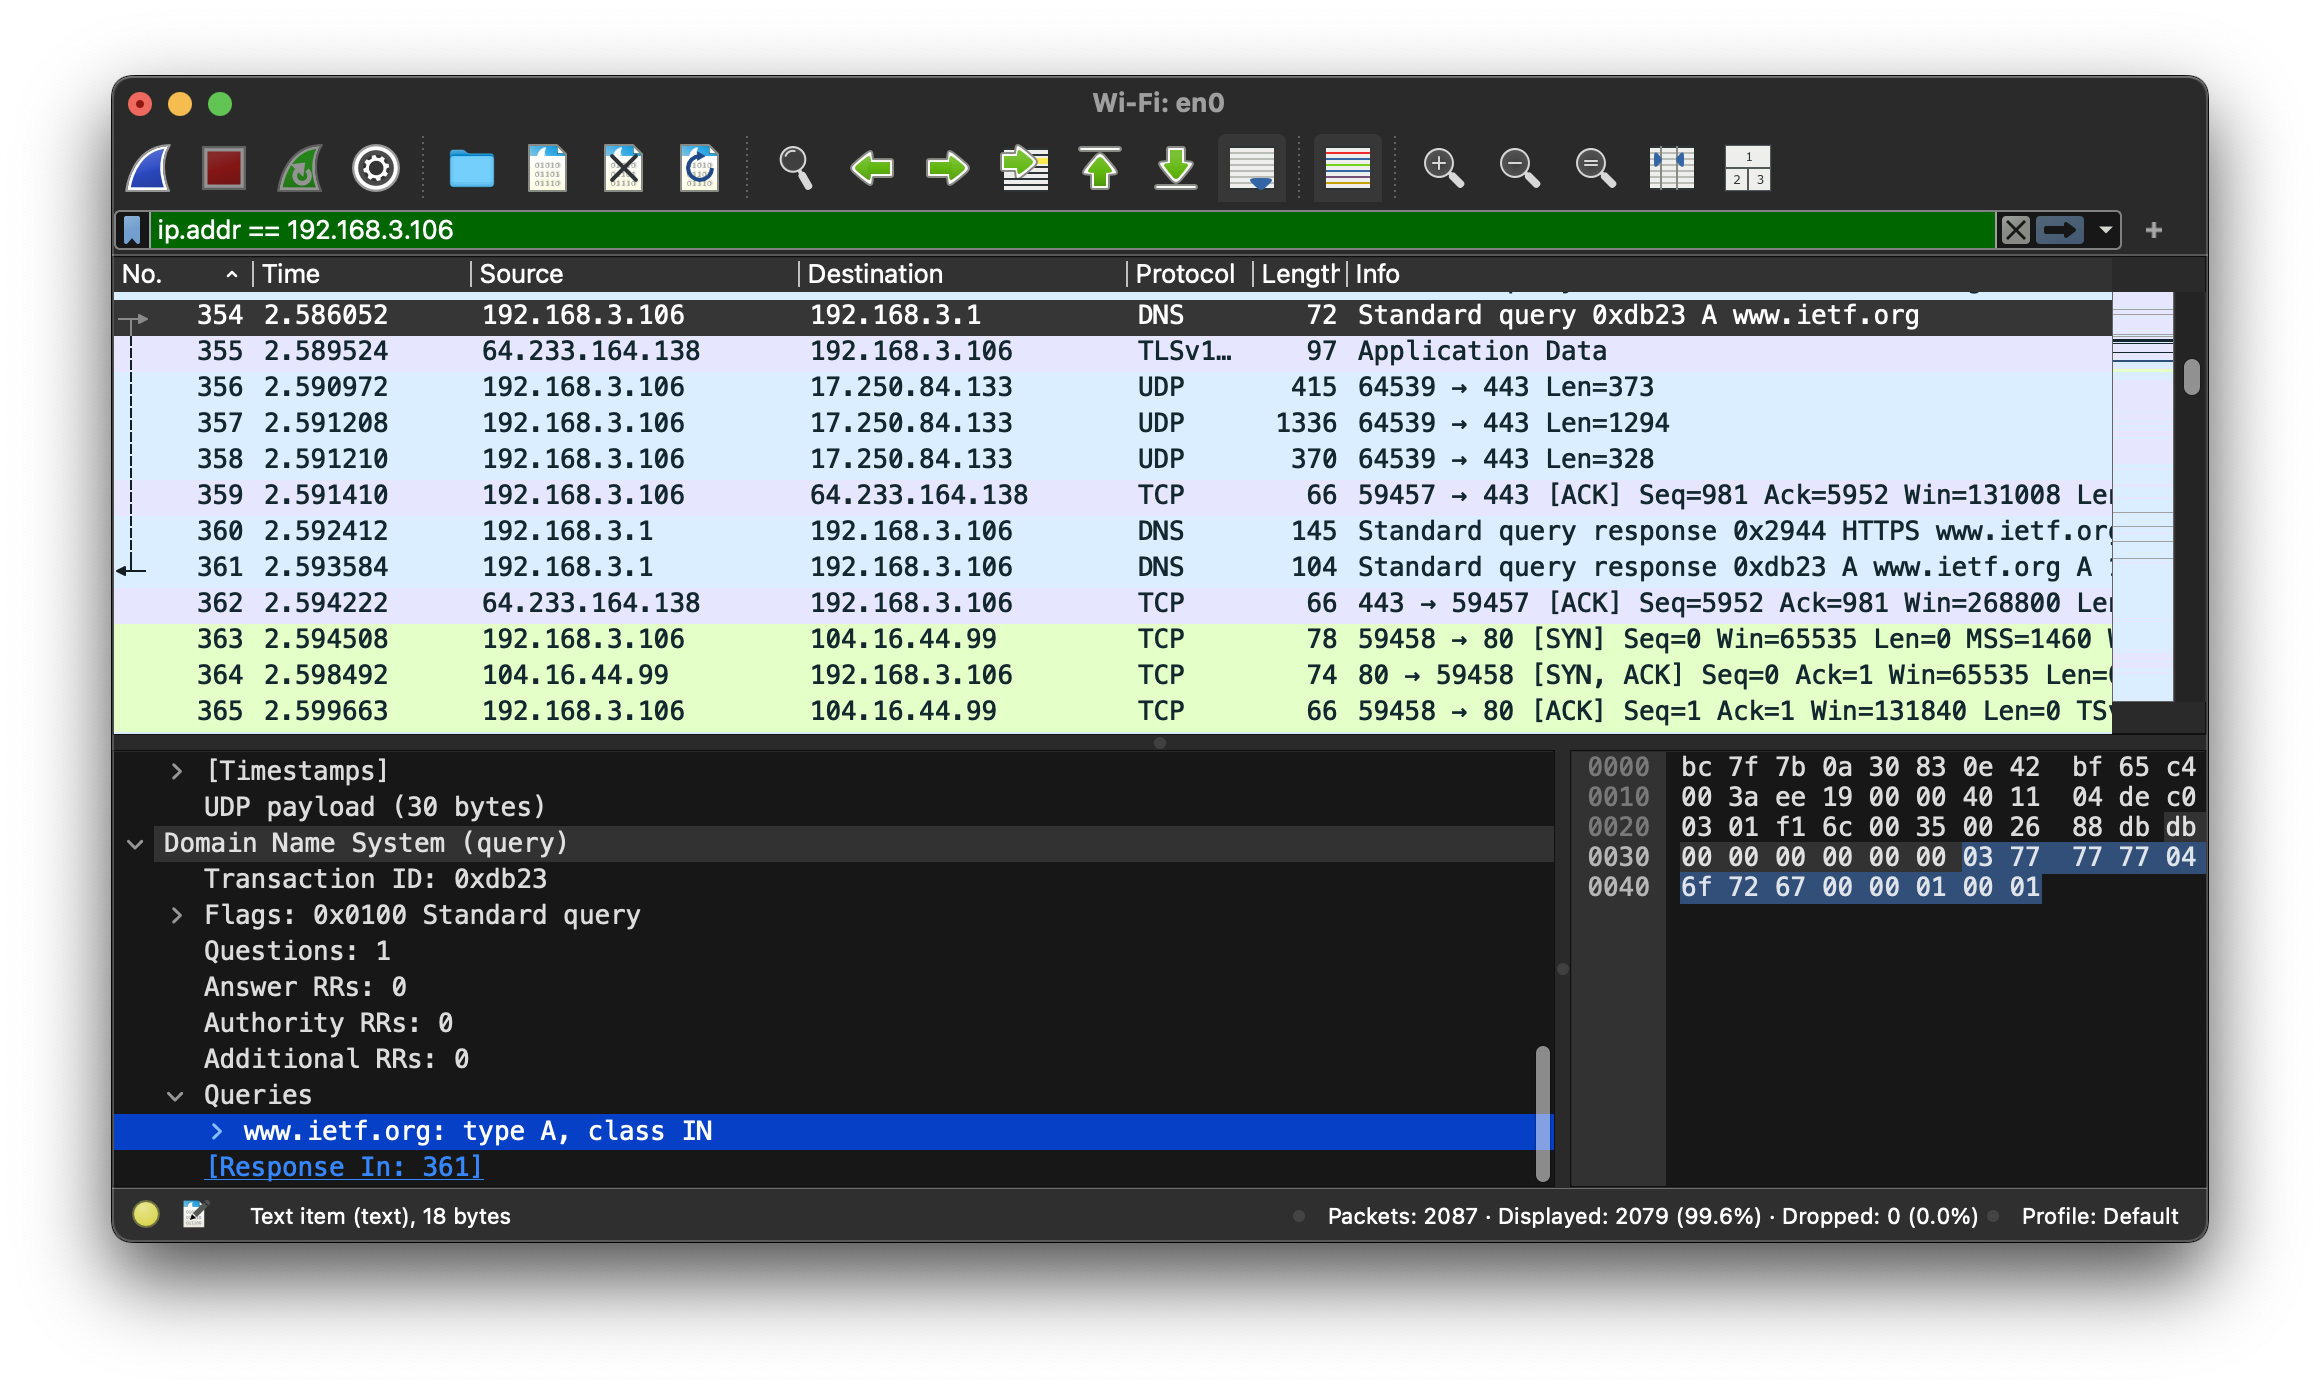 Wi-Fi: en0
ip.addr == 192.168.3.106
No. Time Source Destination Protocol Length Info
354 2.586052 192.168.3.106 192.168.3.1 DNS 72 Standard query 0xdb23 A www.ietf.org
355 2.589524 64.233.164.138 192.168.3.106 TLSv1… 97 Application Data
356 2.590972 192.168.3.106 17.250.84.133 UDP 415 64539 → 443 Len=373
357 2.591208 192.168.3.106 17.250.84.133 UDP 1336 64539 → 443 Len=1294
358 2.591210 192.168.3.106 17.250.84.133 UDP 370 64539 → 443 Len=328
359 2.591410 192.168.3.106 64.233.164.138 TCP 66 59457 → 443 [ACK] Seq=981 Ack=5952 Win=131008 Len
360 2.592412 192.168.3.1 192.168.3.106 DNS 145 Standard query response 0x2944 HTTPS www.ietf.org
361 2.593584 192.168.3.1 192.168.3.106 DNS 104 Standard query response 0xdb23 A www.ietf.org A
362 2.594222 64.233.164.138 192.168.3.106 TCP 66 443 → 59457 [ACK] Seq=5952 Ack=981 Win=268800 Len
363 2.594508 192.168.3.106 104.16.44.99 TCP 78 59458 → 80 [SYN] Seq=0 Win=65535 Len=0 MSS=1460
364 2.598492 104.16.44.99 192.168.3.106 TCP 74 80 → 59458 [SYN, ACK] Seq=0 Ack=1 Win=65535 Len=0
365 2.599663 192.168.3.106 104.16.44.99 TCP 66 59458 → 80 [ACK] Seq=1 Ack=1 Win=131840 Len=0 TS
[Timestamps]
UDP payload (30 bytes)
Domain Name System (query)
Transaction ID: 0xdb23
Flags: 0x0100 Standard query
Questions: 1
Answer RRs: 0
Authority RRs: 0
Additional RRs: 0
Queries
www.ietf.org: type A, class IN
[Response In: 361]
0000 bc 7f 7b 0a 30 83 0e 42 bf 65 c4
0010 00 3a ee 19 00 00 40 11 04 de c0
0020 03 01 f1 6c 00 35 00 26 88 db db
0030 00 00 00 00 00 00 03 77 77 77 04
0040 6f 72 67 00 00 01 00 01
Text item (text), 18 bytes
Packets: 2087 · Displayed: 2079 (99.6%) · Dropped: 0 (0.0%)
Profile: Default